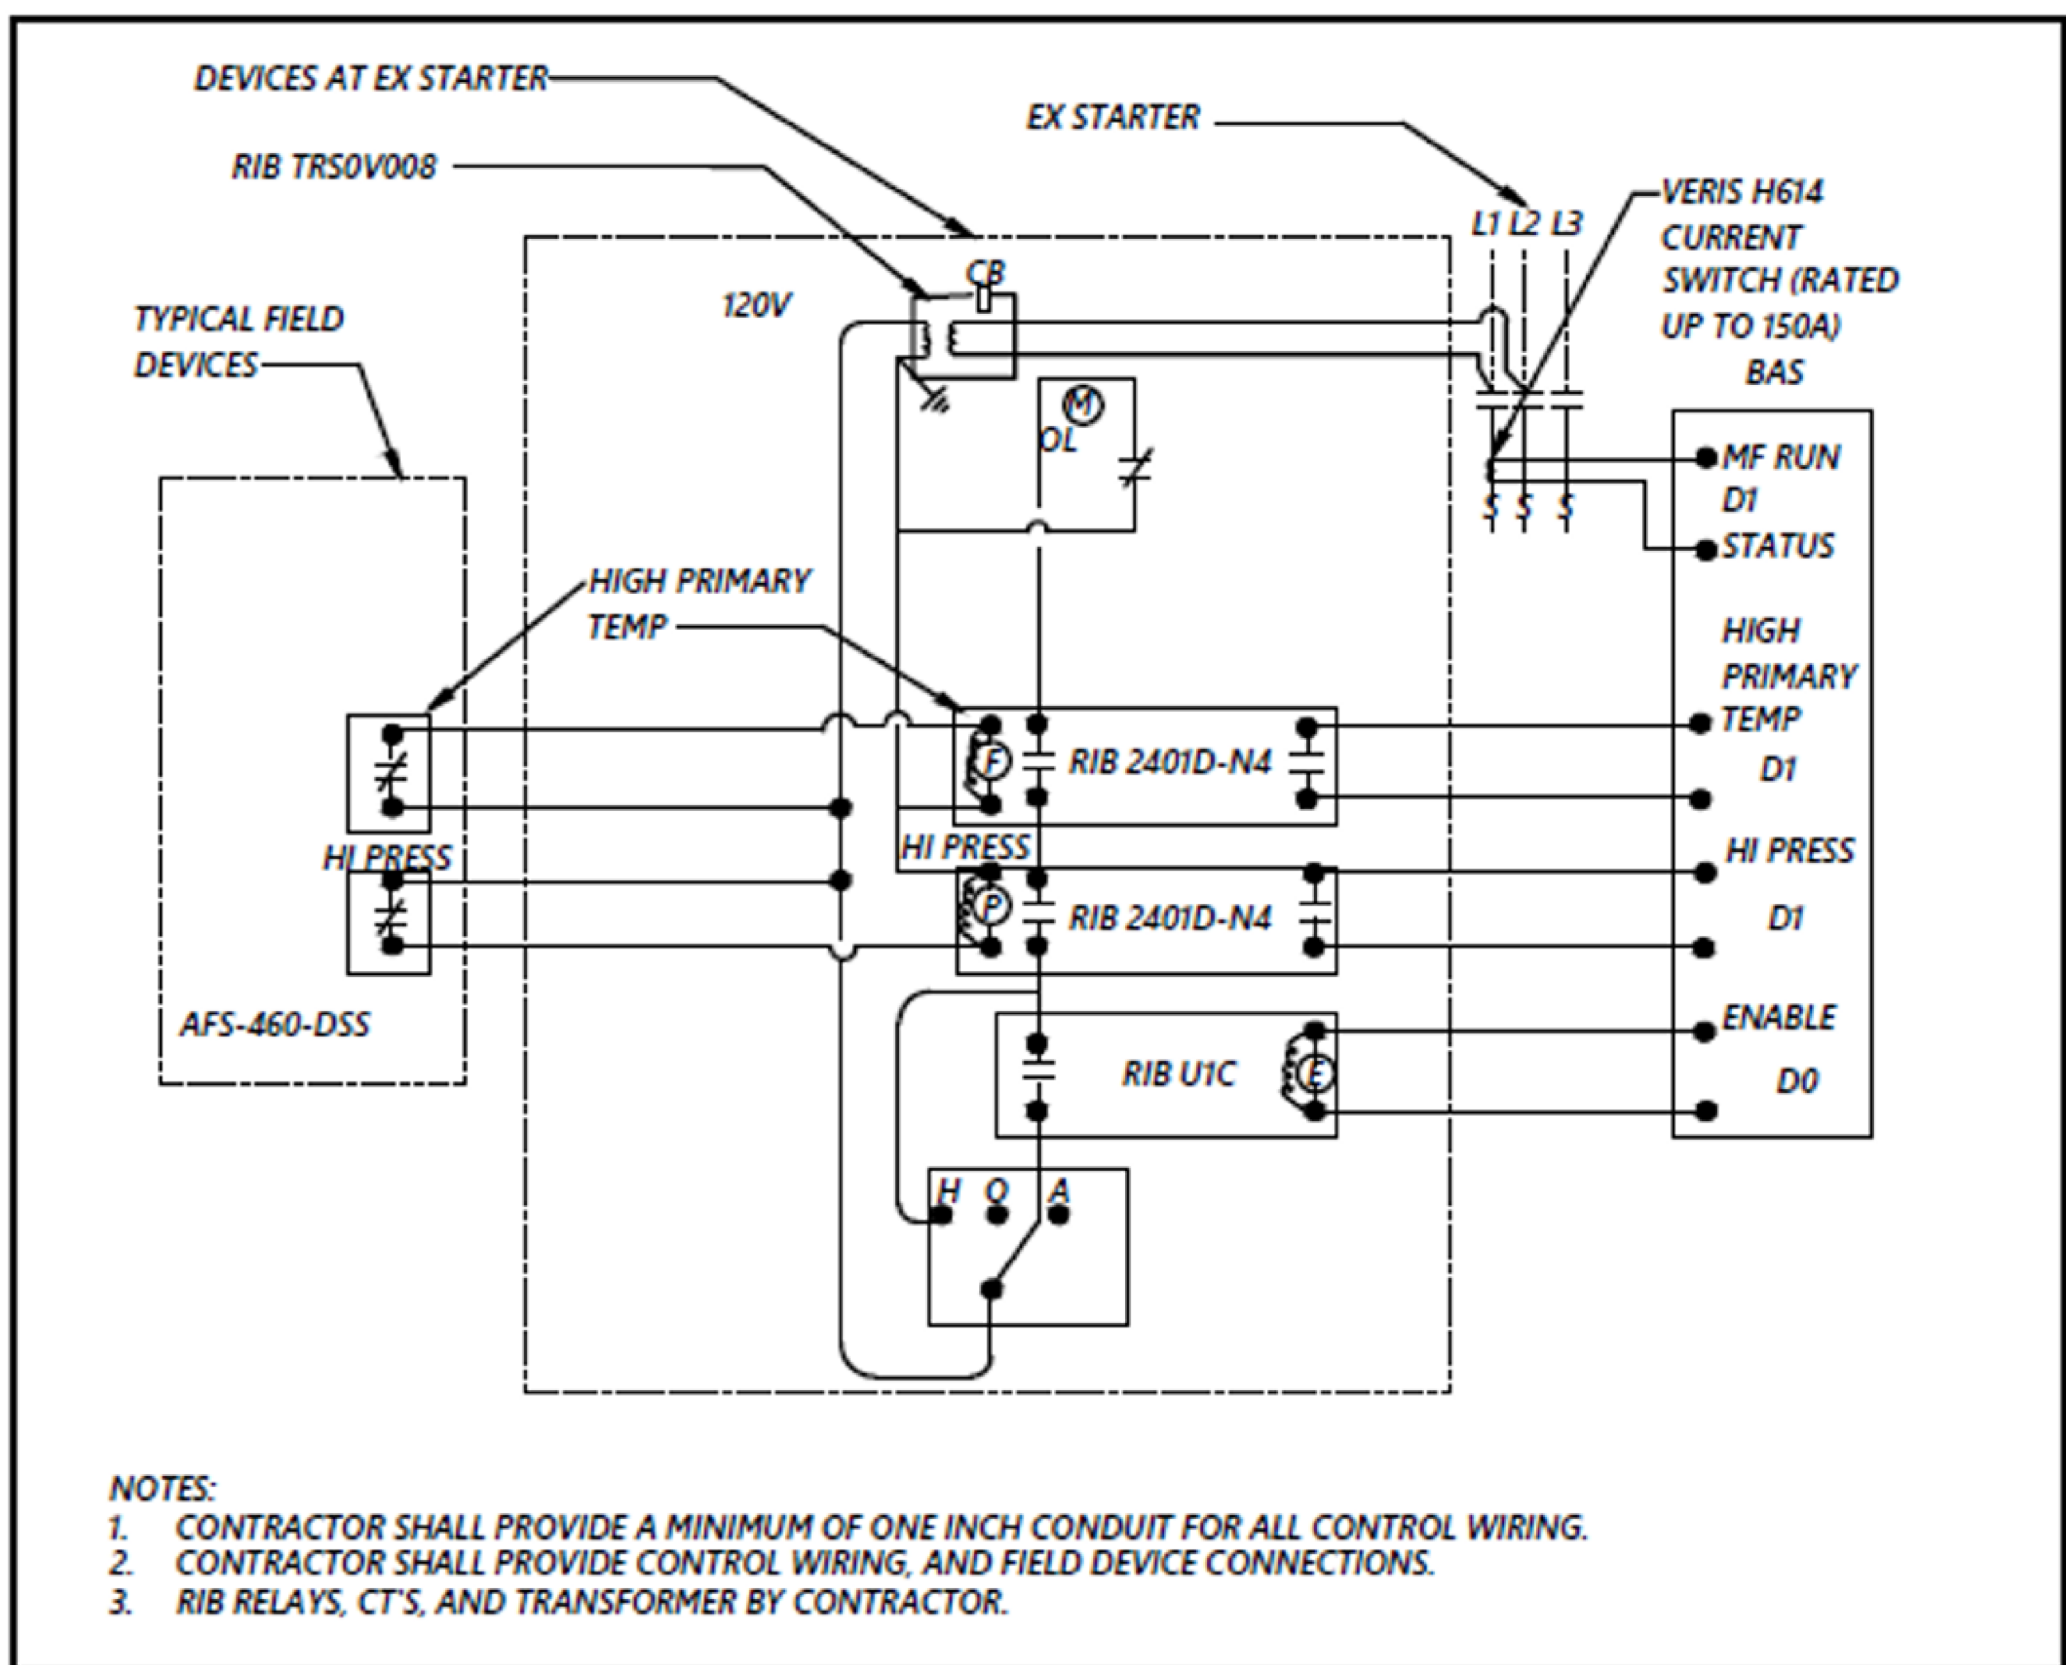 DEVICES AT EX STARTER
EX STARTER
RIB TRS0V008
VERIS H614
CURRENT
SWITCH (RATED
UP TO 150A)
L1 L2 L3
CB
120V
TYPICAL FIELD
DEVICES
BAS
M
OL
MF RUN
D1
STATUS
S S S
HIGH PRIMARY
TEMP
HIGH
PRIMARY
TEMP
D1
F
RIB 2401D-N4
HI PRESS
HI PRESS
HI PRESS
D1
P
RIB 2401D-N4
AFS-460-DSS
ENABLE
D0
RIB U1C
E
H O A
NOTES:
1. CONTRACTOR SHALL PROVIDE A MINIMUM OF ONE INCH CONDUIT FOR ALL CONTROL WIRING.
2. CONTRACTOR SHALL PROVIDE CONTROL WIRING, AND FIELD DEVICE CONNECTIONS.
3. RIB RELAYS, CT'S, AND TRANSFORMER BY CONTRACTOR.